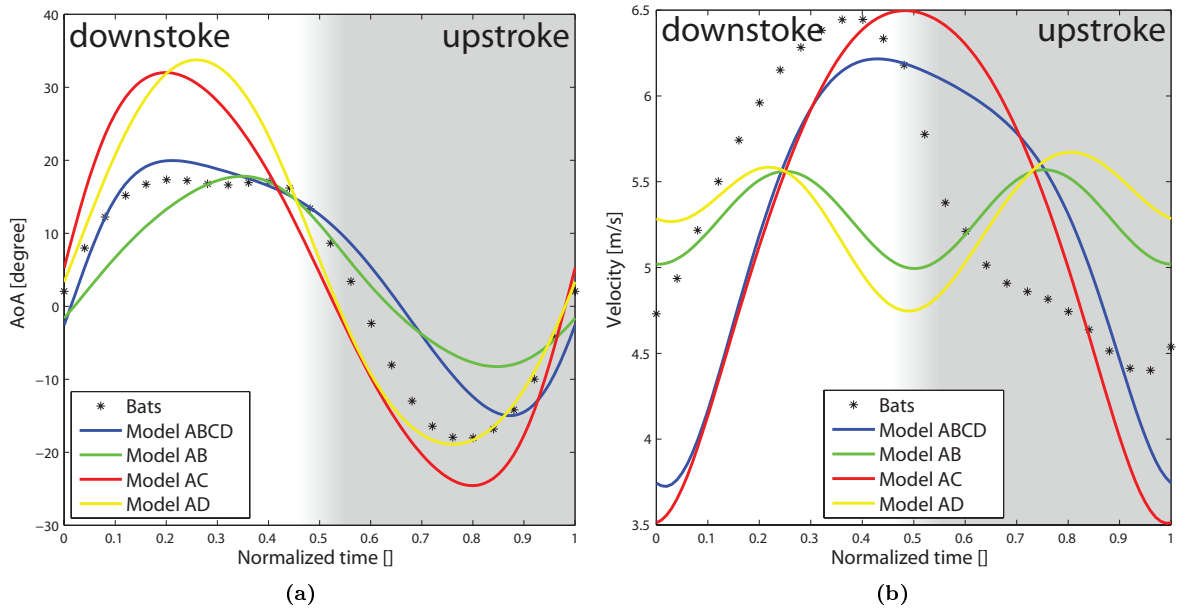 downstoke
upstroke
40
30
20
10
0
−10
−20
−30
AoA [degree]
Bats
Model ABCD
Model AB
Model AC
Model AD
0
0.1
0.2
0.3
0.4
0.5
0.6
0.7
0.8
0.9
1
Normalized time []
(a)
downstoke
upstroke
6.5
6
5.5
5
4.5
4
3.5
Velocity [m/s]
Bats
Model ABCD
Model AB
Model AC
Model AD
0
0.1
0.2
0.3
0.4
0.5
0.6
0.7
0.8
0.9
1
Normalized time []
(b)